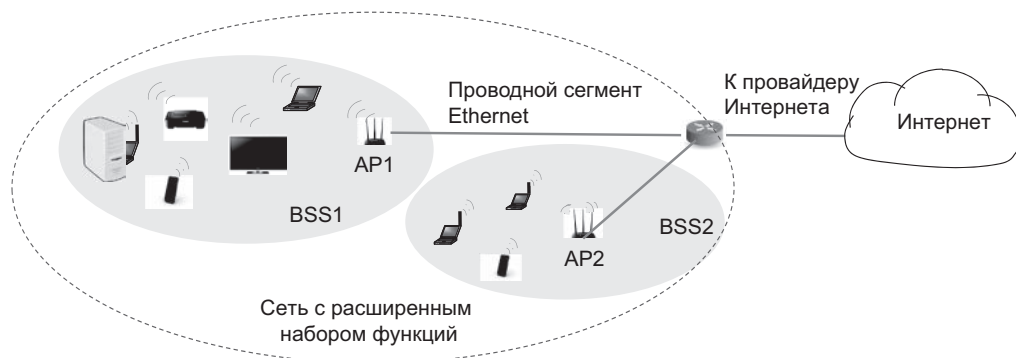 Проводной сегмент
Ethernet
К провайдеру
Интернета
Интернет
AP1
BSS1
BSS2
AP2
Сеть с расширенным
набором функций